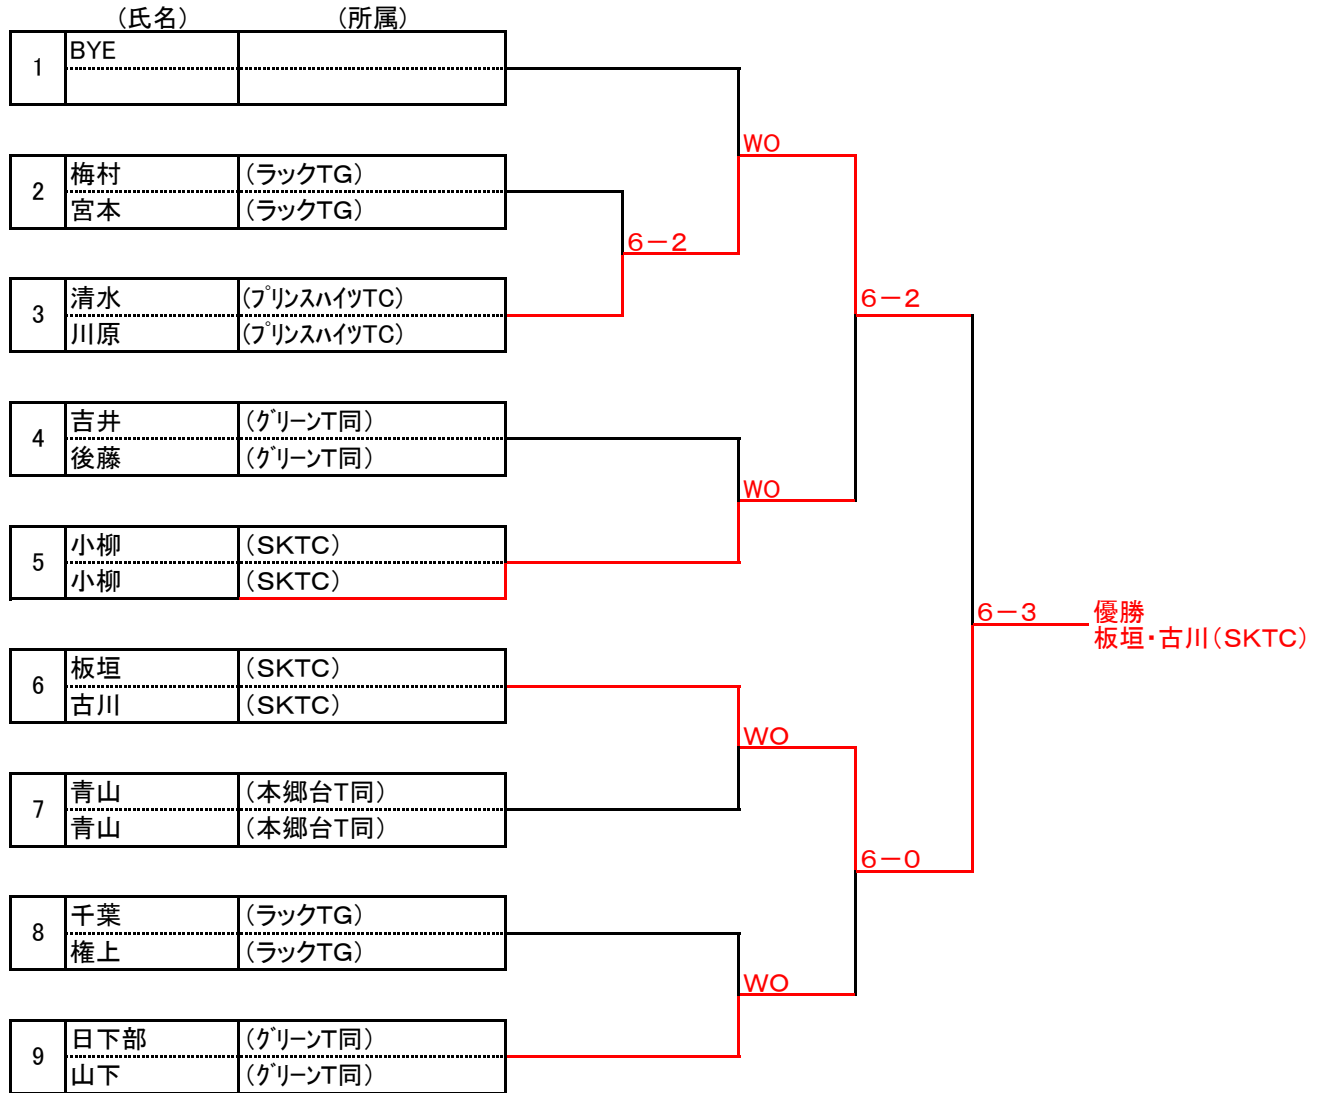 （氏名） （所属）
1 BYE
WO
2 梅村 （ラックTG）
宮本 （ラックTG）
6－2
3 清水 （ﾌﾟﾘﾝｽﾊｲﾂTC）
川原 （ﾌﾟﾘﾝｽﾊｲﾂTC）
6－2
4 吉井 （ｸﾞﾘｰﾝT同）
後藤 （ｸﾞﾘｰﾝT同）
WO
5 小柳 （SKTC）
小柳 （SKTC）
6－3 優勝
板垣・古川（SKTC）
6 板垣 （SKTC）
古川 （SKTC）
WO
7 青山 （本郷台T同）
青山 （本郷台T同）
6－0
8 千葉 （ラックTG）
権上 （ラックTG）
WO
9 日下部 （ｸﾞﾘｰﾝT同）
山下 （ｸﾞﾘｰﾝT同）